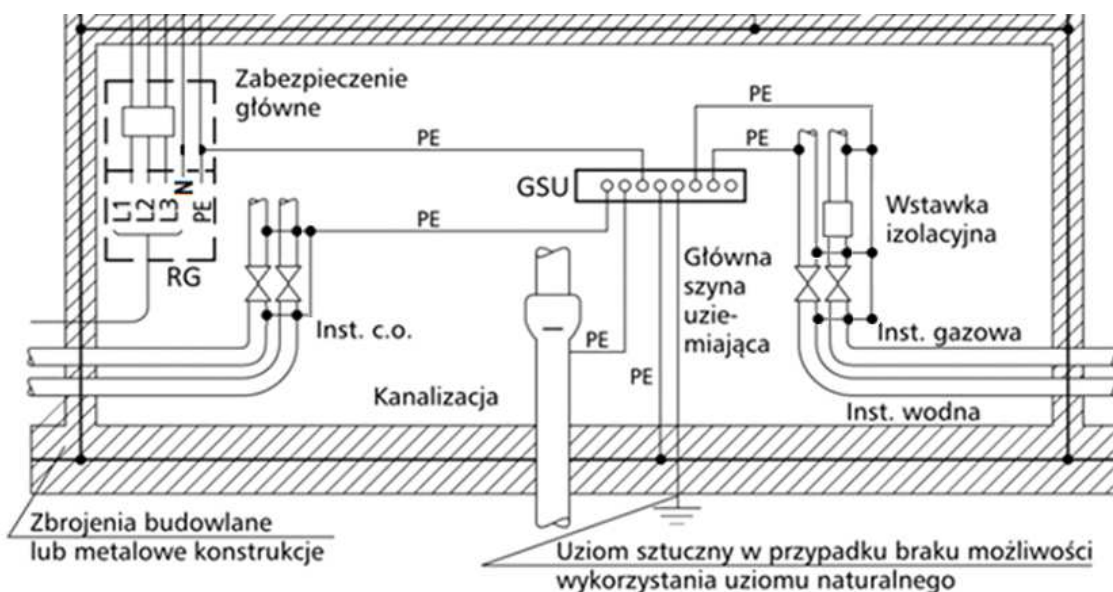 Zabezpieczenie
główne
PE
PE
PE
GSU
L1
L2
L3
N
PE
RG
PE
Wstawka
izolacyjna
Główna
szyna
uzie-
miająca
Inst. c.o.
PE
PE
Inst. gazowa
Kanalizacja
Inst. wodna
Zbrojenia budowlane
lub metalowe konstrukcje
Uziom sztuczny w przypadku braku możliwości
wykorzystania uziomu naturalnego